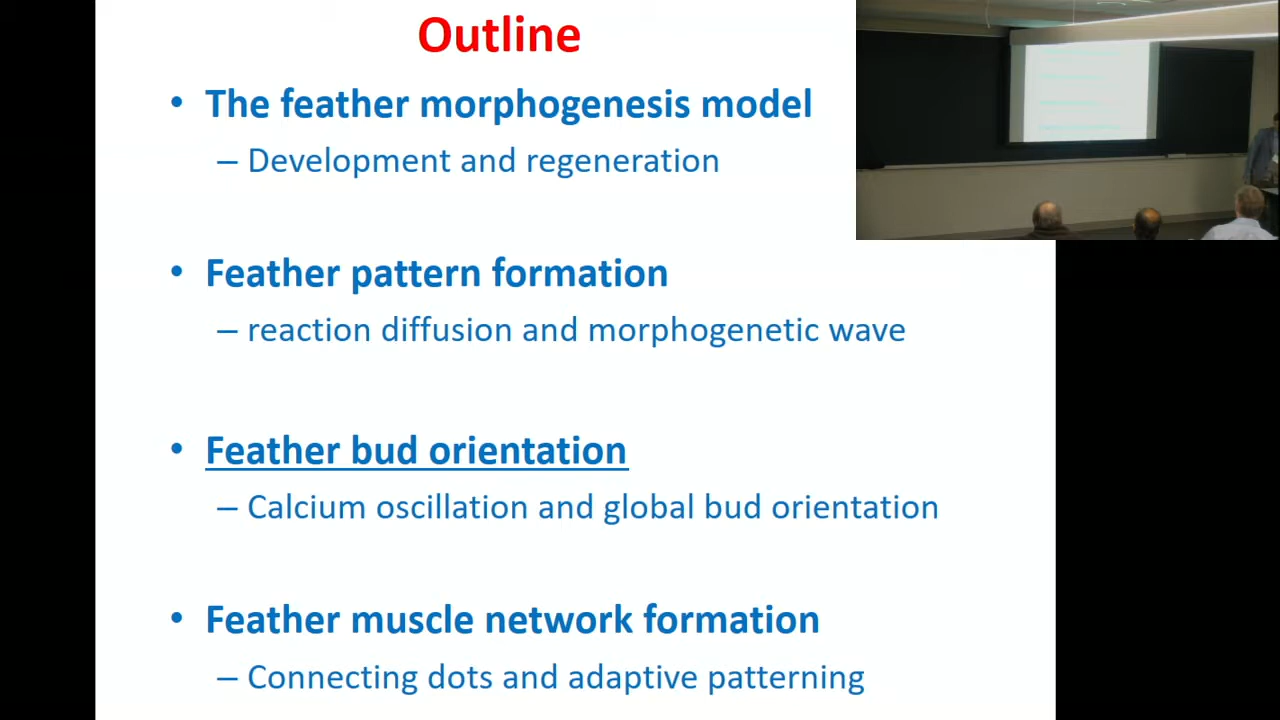 Outline
• The feather morphogenesis model
– Development and regeneration
• Feather pattern formation
– reaction diffusion and morphogenetic wave
• Feather bud orientation
– Calcium oscillation and global bud orientation
• Feather muscle network formation
– Connecting dots and adaptive patterning